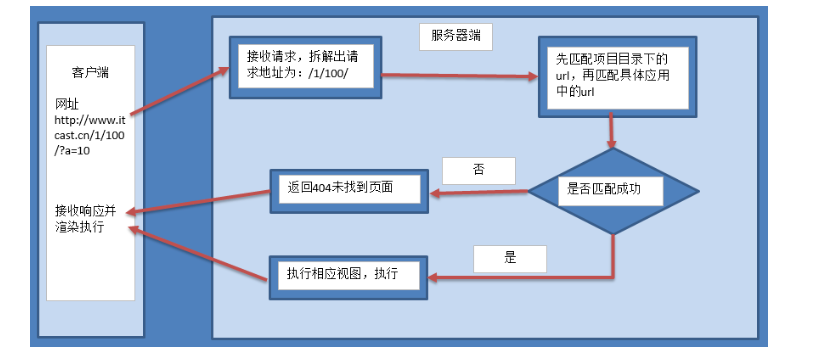 客户端
网址
http://www.it
cast.cn/1/100
/?a=10
接收响应并
渲染执行
服务器端
接收请求，拆解出请
求地址为：/1/100/
先匹配项目目录下的
url，再匹配具体应用
中的url
是否匹配成功
否
返回404未找到页面
是
执行相应视图，执行